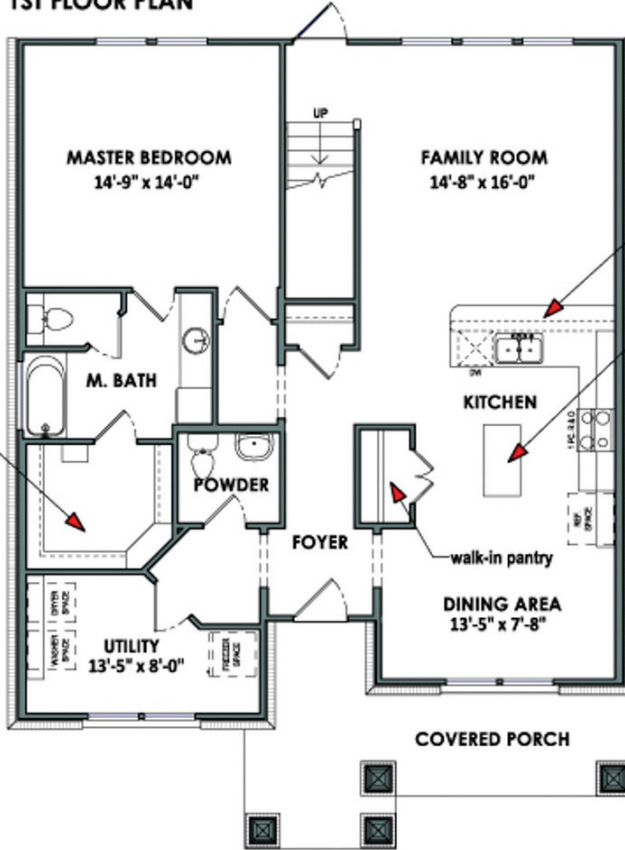 1ST FLOOR PLAN
UP
MASTER BEDROOM
14'-9" x 14'-0"
FAMILY ROOM
14'-8" x 16'-0"
M. BATH
DW
KITCHEN
1 PC. R & O
POWDER
REF.
SPACE
FOYER
walk-in pantry
DRYER
SPACE
WASHER
SPACE
UTILITY
13'-5" x 8'-0"
FREEZER
SPACE
DINING AREA
13'-5" x 7'-8"
COVERED PORCH